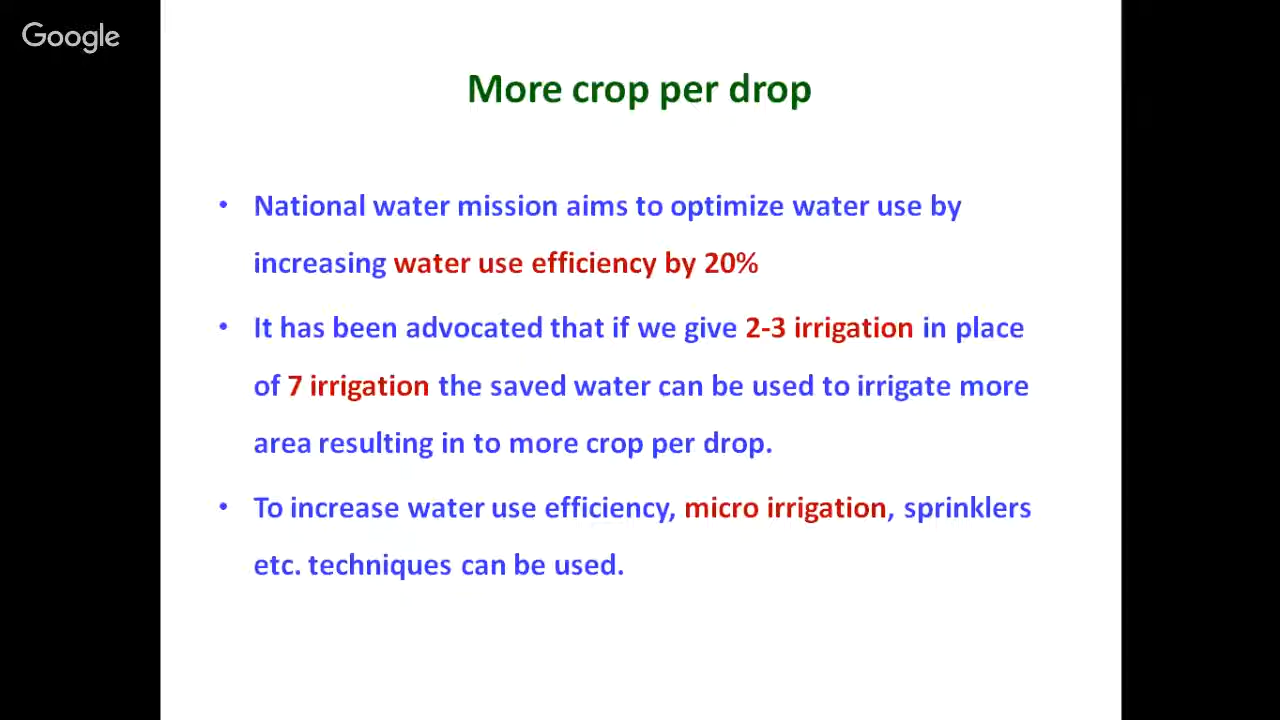 Google
More crop per drop
• National water mission aims to optimize water use by
increasing water use efficiency by 20%
• It has been advocated that if we give 2-3 irrigation in place
of 7 irrigation the saved water can be used to irrigate more
area resulting in to more crop per drop.
• To increase water use efficiency, micro irrigation, sprinklers
etc. techniques can be used.